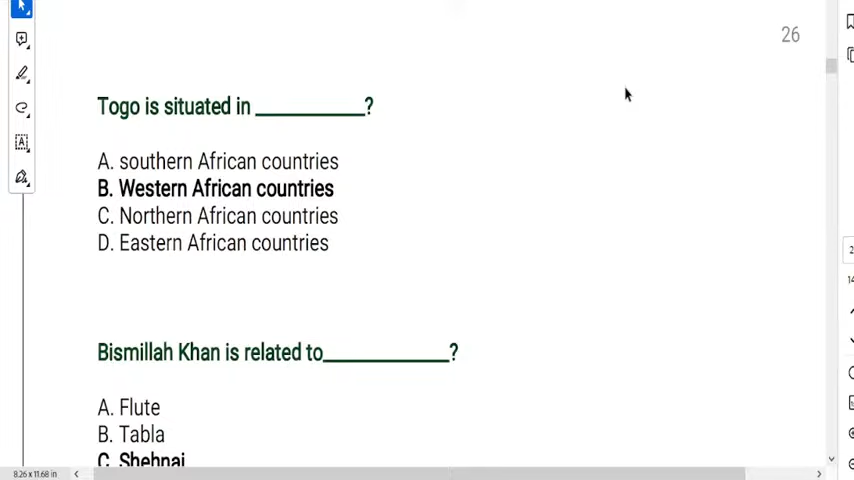 26
Togo is situated in ___________?
A. southern African countries
B. Western African countries
C. Northern African countries
D. Eastern African countries
Bismillah Khan is related to_____________?
A. Flute
B. Tabla
C. Shehnai
8.26 x 11.68 in